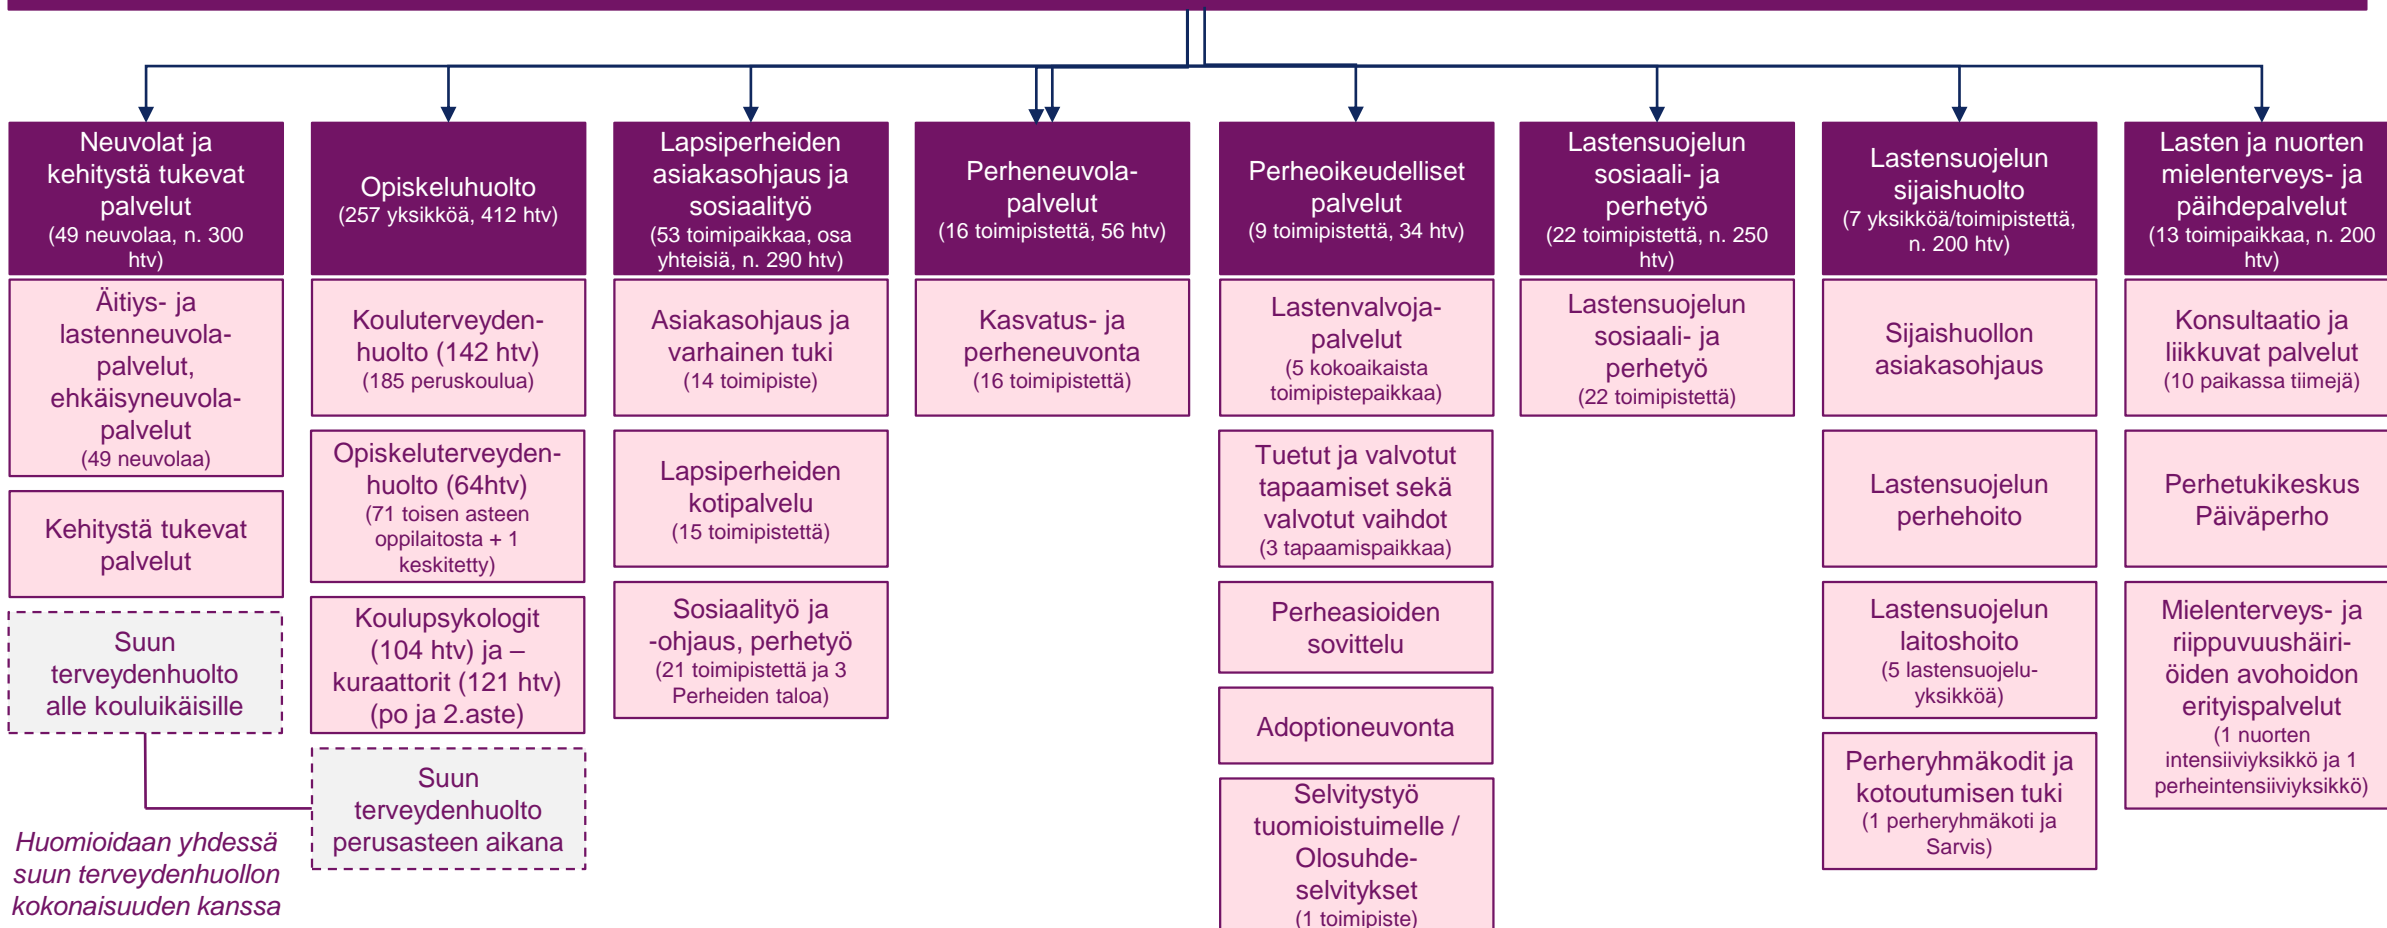 Neuvolat ja
kehitystä tukevat
palvelut
(49 neuvolaa, n. 300
htv)
Äitiys- ja
lastenneuvola-
palvelut,
ehkäisyneuvola-
palvelut
(49 neuvolaa)
Kehitystä tukevat
palvelut
Suun
terveydenhuolto
alle kouluikäisille
Huomioidaan yhdessä
suun terveydenhuollon
kokonaisuuden kanssa
Opiskeluhuolto
(257 yksikköä, 412 htv)
Kouluterveyden-
huolto (142 htv)
(185 peruskoulua)
Opiskeluterveyden-
huolto (64htv)
(71 toisen asteen
oppilaitosta + 1
keskitetty)
Koulupsykologit
(104 htv) ja –
kuraattorit (121 htv)
(po ja 2.aste)
Suun
terveydenhuolto
perusasteen aikana
Lapsiperheiden
asiakasohjaus ja
sosiaalityö
(53 toimipaikkaa, osa
yhteisiä, n. 290 htv)
Asiakasohjaus ja
varhainen tuki
(14 toimipiste)
Lapsiperheiden
kotipalvelu
(15 toimipistettä)
Sosiaalityö ja
-ohjaus, perhetyö
(21 toimipistettä ja 3
Perheiden taloa)
Perheneuvola-
palvelut
(16 toimipistettä, 56 htv)
Kasvatus- ja
perheneuvonta
(16 toimipistettä)
Perheoikeudelliset
palvelut
(9 toimipistettä, 34 htv)
Lastenvalvoja-
palvelut
(5 kokoaikaista
toimipistepaikkaa)
Tuetut ja valvotut
tapaamiset sekä
valvotut vaihdot
(3 tapaamispaikkaa)
Perheasioiden
sovittelu
Adoptioneuvonta
Selvitystyö
tuomioistuimelle /
Olosuhde-
selvitykset
(1 toimipiste)
Lastensuojelun
sosiaali- ja
perhetyö
(22 toimipistettä, n. 250
htv)
Lastensuojelun
sosiaali- ja
perhetyö
(22 toimipistettä)
Lastensuojelun
sijaishuolto
(7 yksikköä/toimipistettä,
n. 200 htv)
Sijaishuollon
asiakasohjaus
Lastensuojelun
perhehoito
Lastensuojelun
laitoshoito
(5 lastensuojelu-
yksikköä)
Perheryhmäkodit ja
kotoutumisen tuki
(1 perheryhmäkoti ja
Sarvis)
Lasten ja nuorten
mielenterveys- ja
päihdepalvelut
(13 toimipaikkaa, n. 200
htv)
Konsultaatio ja
liikkuvat palvelut
(10 paikassa tiimejä)
Perhetukikeskus
Päiväperho
Mielenterveys- ja
riippuvuushäiri-
öiden avohoidon
erityispalvelut
(1 nuorten
intensiiviyksikkö ja 1
perheintensiiviyksikkö)